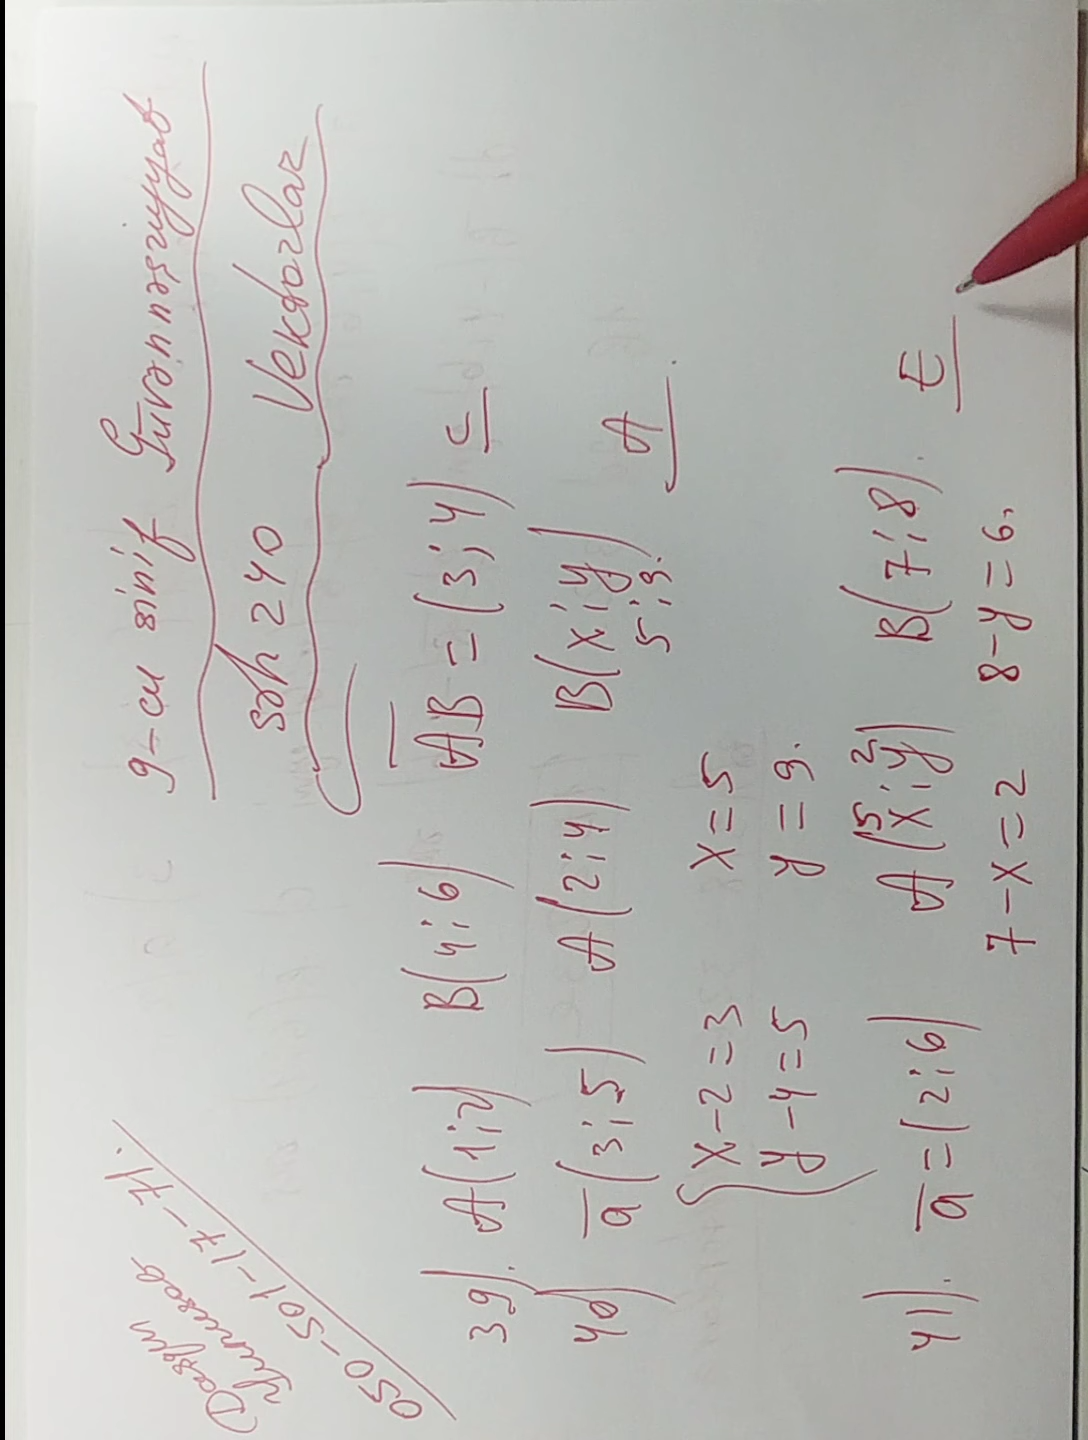 9-cu sinif Güvən nəşriyyat
səh 240 Vektorlar
050-501-17-71.
39). A(1;2) B(4;6) AB = (3;4) C
40) a(3;5) A(2;4) B(x;y) A
5;9.
x-2=3 x=5
y-4=5 y=9.
5 2
41). a=(2;6) A(x;y) B(7;8). E
7-x=2 8-y=6.